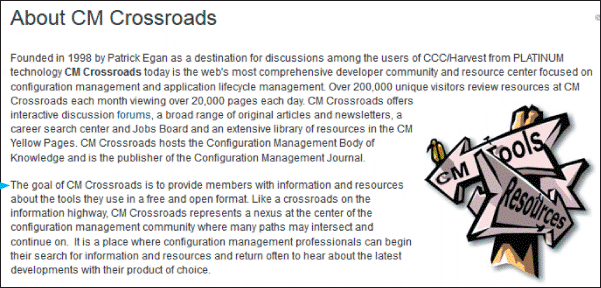 About CM Crossroads
Founded in 1998 by Patrick Egan as a destination for discussions among the users of CCC/Harvest from PLATINUM
technology CM Crossroads today is the web's most comprehensive developer community and resource center focused on
configuration management and application lifecycle management. Over 200,000 unique visitors review resources at CM
Crossroads each month viewing over 20,000 pages each day. CM Crossroads offers
interactive discussion forums, a broad range of original articles and newsletters, a
career search center and Jobs Board and an extensive library of resources in the CM
Yellow Pages. CM Crossroads hosts the Configuration Management Body of
Knowledge and is the publisher of the Configuration Management Journal.
The goal of CM Crossroads is to provide members with information and resources
about the tools they use in a free and open format. Like a crossroads on the
information highway, CM Crossroads represents a nexus at the center of the
configuration management community where many paths may intersect and
continue on. It is a place where configuration management professionals can begin
their search for information and resources and return often to hear about the latest
developments with their product of choice.
CM Tools
Resources